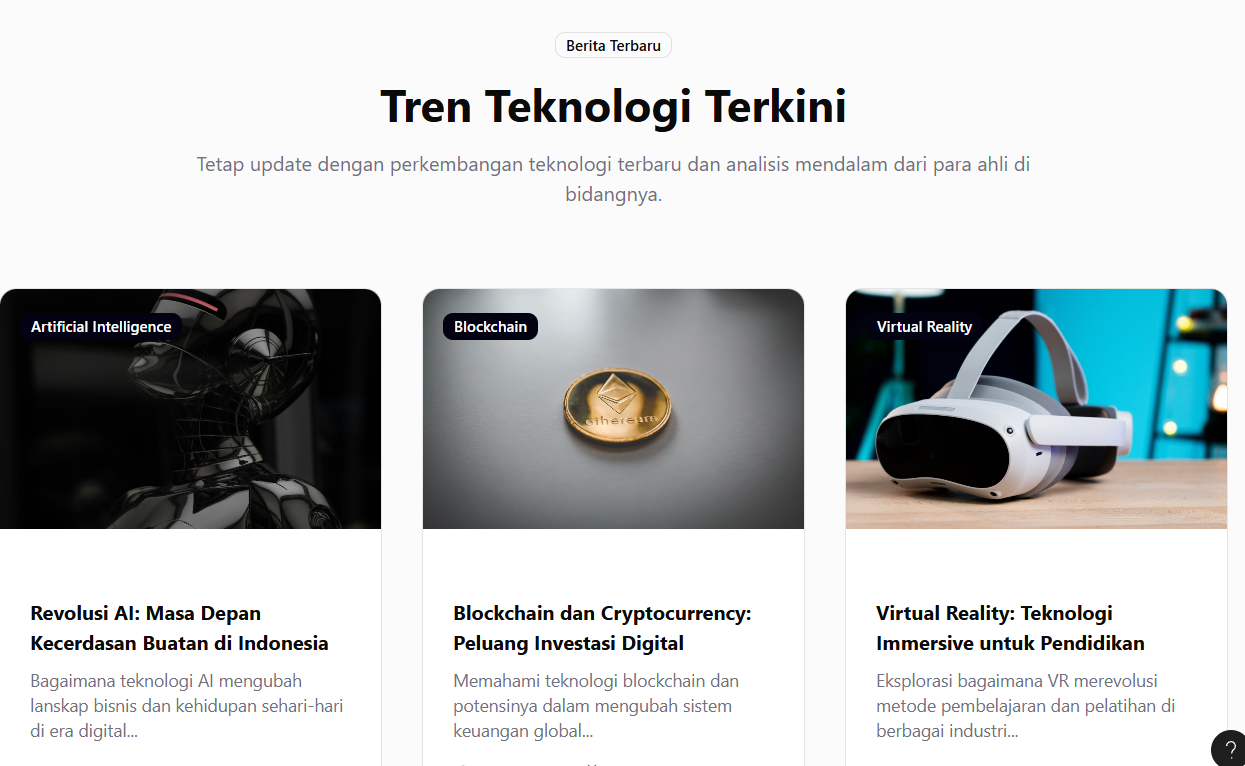 Berita Terbaru
Tren Teknologi Terkini
Tetap update dengan perkembangan teknologi terbaru dan analisis mendalam dari para ahli di
bidangnya.
Artificial Intelligence
Blockchain
Virtual Reality
ethereum
Revolusi AI: Masa Depan
Kecerdasan Buatan di Indonesia
Bagaimana teknologi AI mengubah
lanskap bisnis dan kehidupan sehari-hari
di era digital...
Blockchain dan Cryptocurrency:
Peluang Investasi Digital
Memahami teknologi blockchain dan
potensinya dalam mengubah sistem
keuangan global...
Virtual Reality: Teknologi
Immersive untuk Pendidikan
Eksplorasi bagaimana VR merevolusi
metode pembelajaran dan pelatihan di
berbagai industri...
?